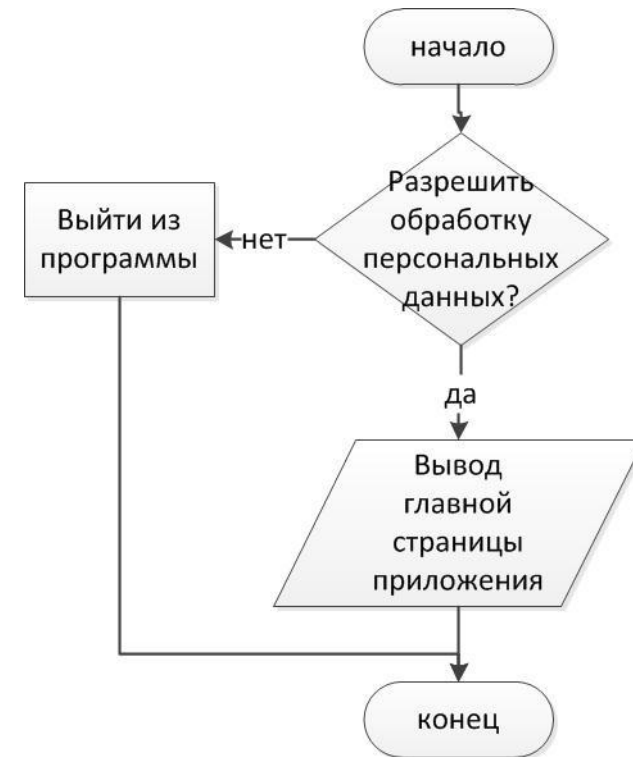 начало
Разрешить
обработку
персональных
данных?
нет
Выйти из
программы
да
Вывод
главной
страницы
приложения
конец